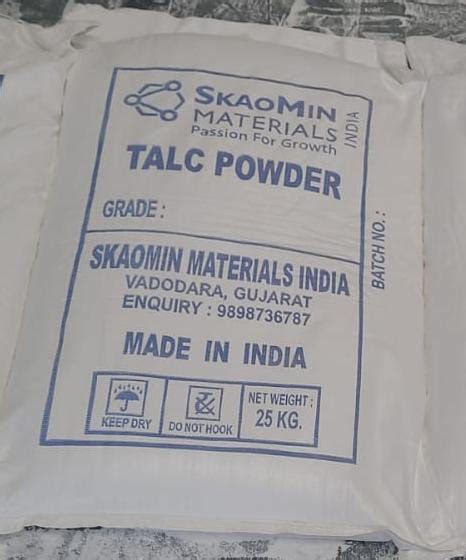 SKAOMIN
MATERIALS
INDIA
Passion For Growth
TALC POWDER
GRADE :
BATCH NO. :
SKAOMIN MATERIALS INDIA
VADODARA, GUJARAT
ENQUIRY : 9898736787
MADE IN INDIA
KEEP DRY
DO NOT HOOK
NET WEIGHT :
25 KG.